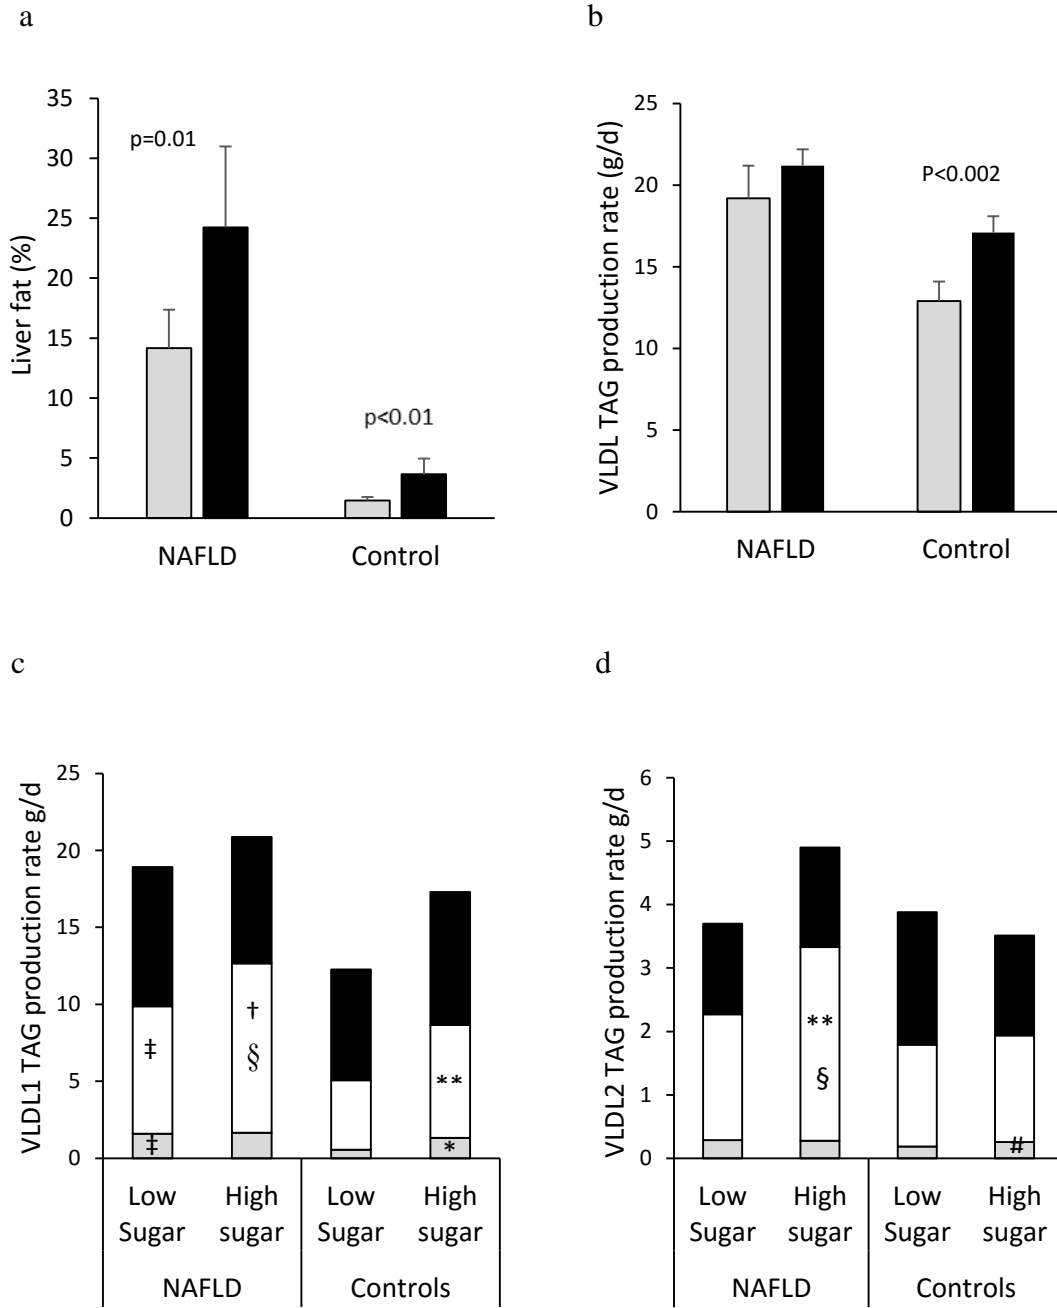 a
Liver fat (%)
35
30
25
20
15
10
5
0
p=0.01
p<0.01
NAFLD Control
b
VLDL TAG production rate (g/d)
25
20
15
10
5
0
P<0.002
NAFLD Control
c
VLDL1 TAG production rate g/d
25
20
15
10
5
0
‡
‡
†
§
**
*
Low High Low High
Sugar sugar Sugar sugar
NAFLD Controls
d
VLDL2 TAG production rate g/d
6
5
4
3
2
1
0
**
§
#
Low High Low High
Sugar sugar Sugar sugar
NAFLD Controls